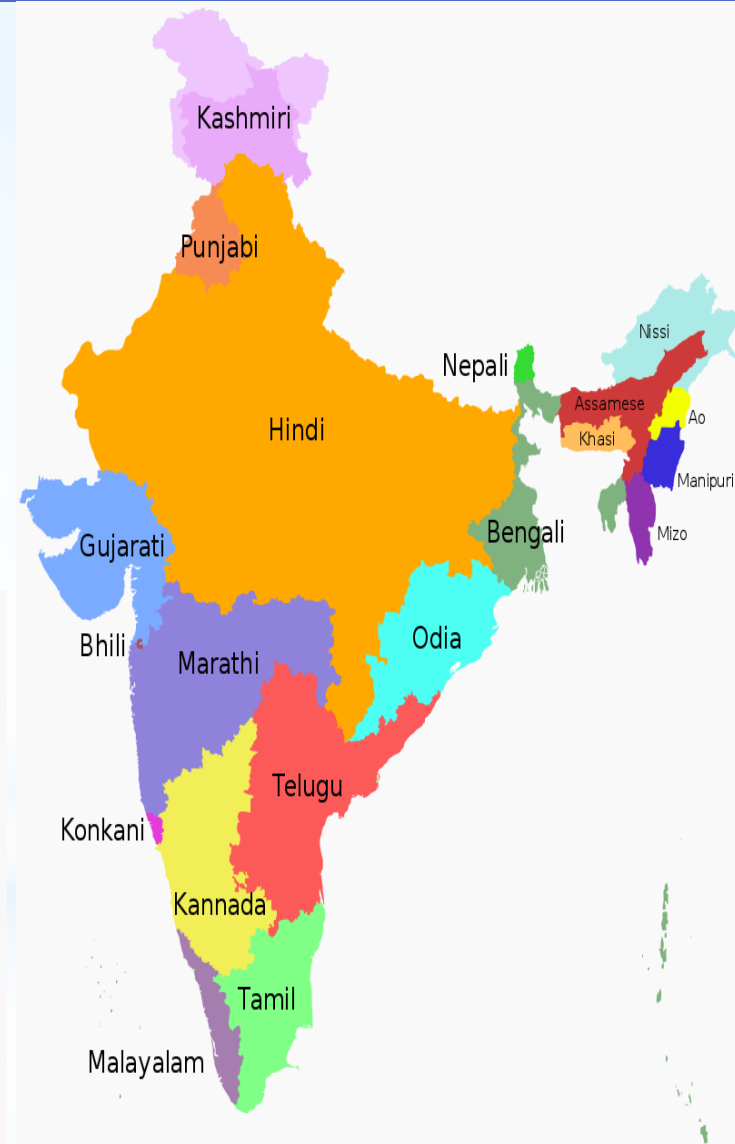 Kashmiri
Punjabi
Nissi
Nepali
Assamese
Ao
Hindi
Khasi
Manipuri
Bengali
Mizo
Gujarati
Bhili
Odia
Marathi
Telugu
Konkani
Kannada
Tamil
Malayalam